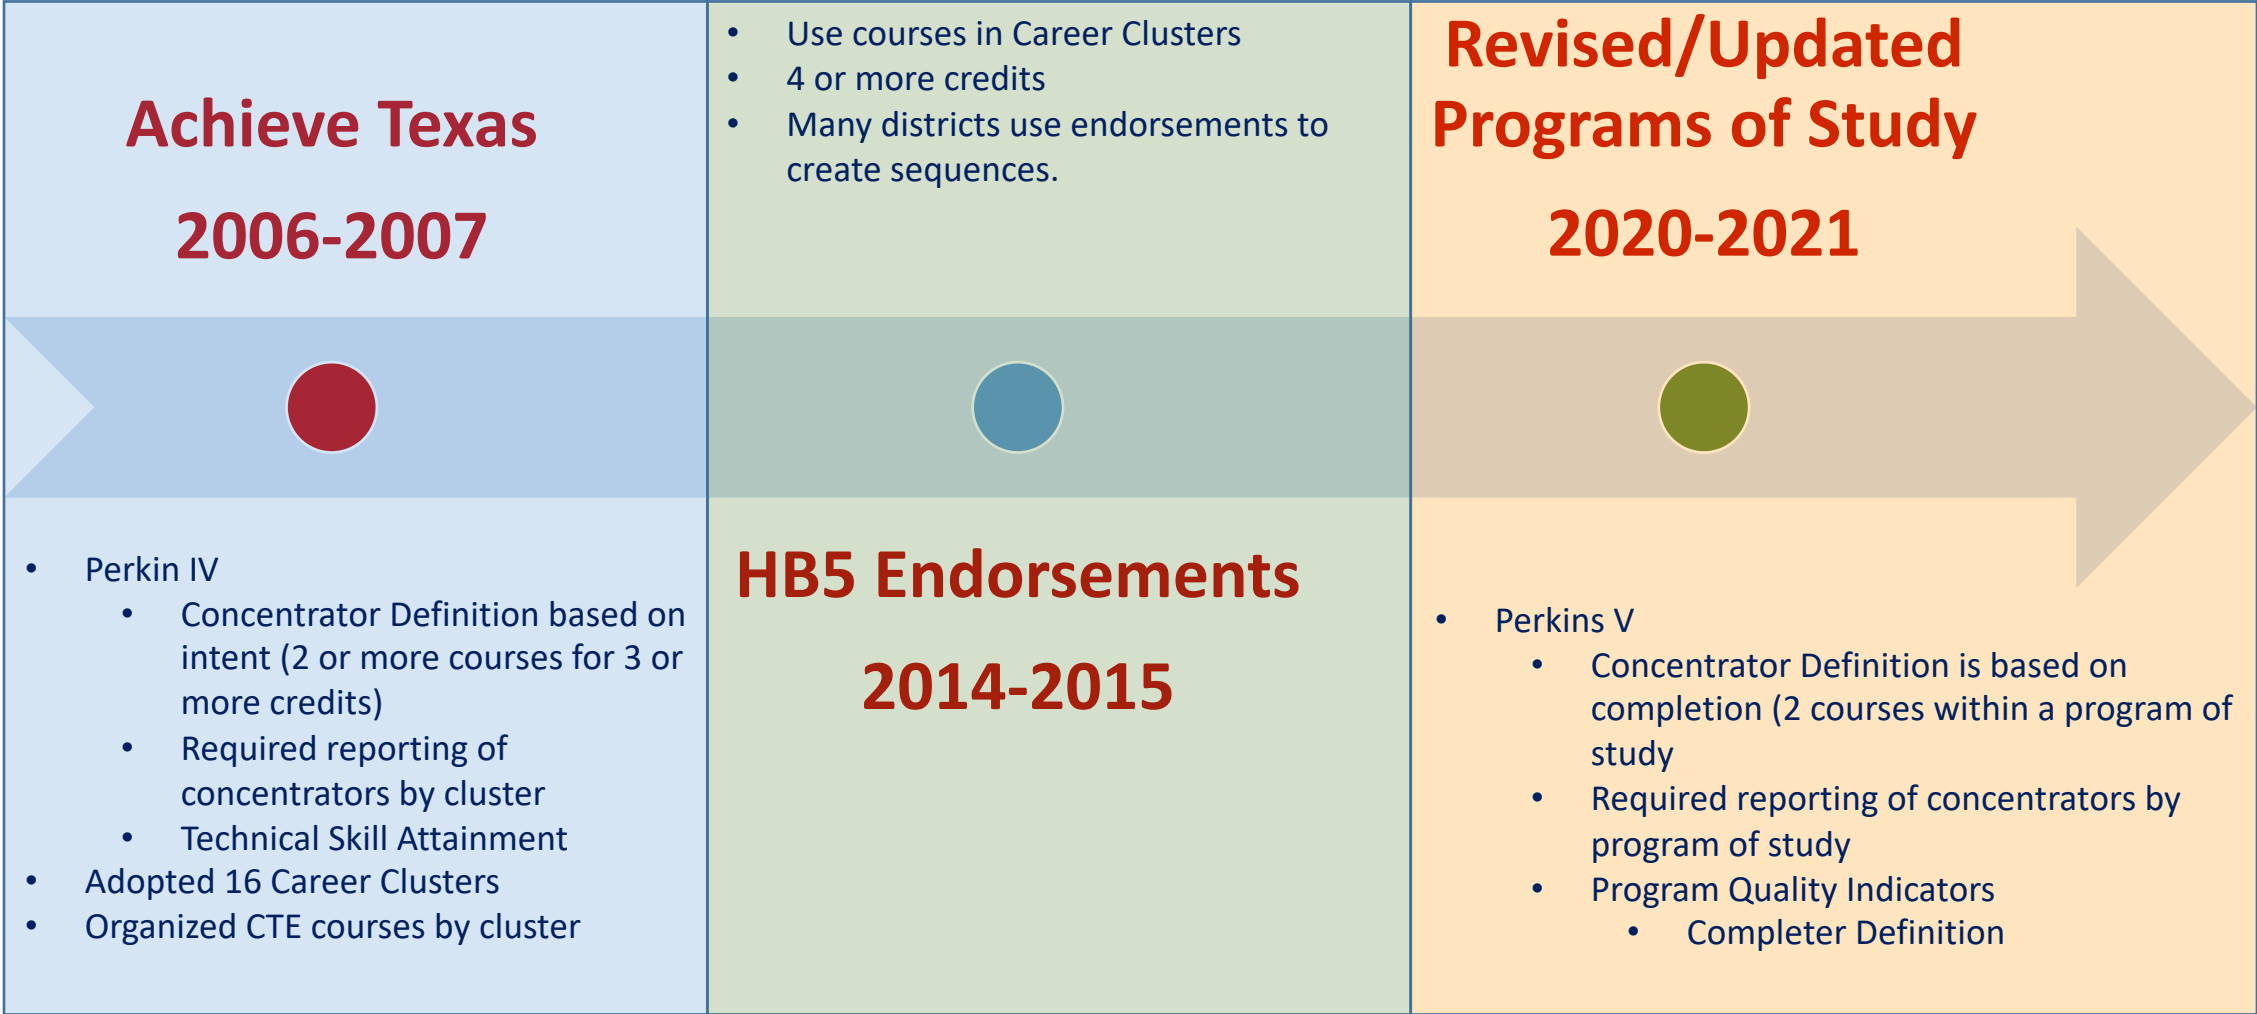 Achieve Texas
2006-2007
• Perkin IV
• Concentrator Definition based on
intent (2 or more courses for 3 or
more credits)
• Required reporting of
concentrators by cluster
• Technical Skill Attainment
• Adopted 16 Career Clusters
• Organized CTE courses by cluster
• Use courses in Career Clusters
• 4 or more credits
• Many districts use endorsements to
create sequences.
HB5 Endorsements
2014-2015
Revised/Updated
Programs of Study
2020-2021
• Perkins V
• Concentrator Definition is based on
completion (2 courses within a program of
study
• Required reporting of concentrators by
program of study
• Program Quality Indicators
• Completer Definition